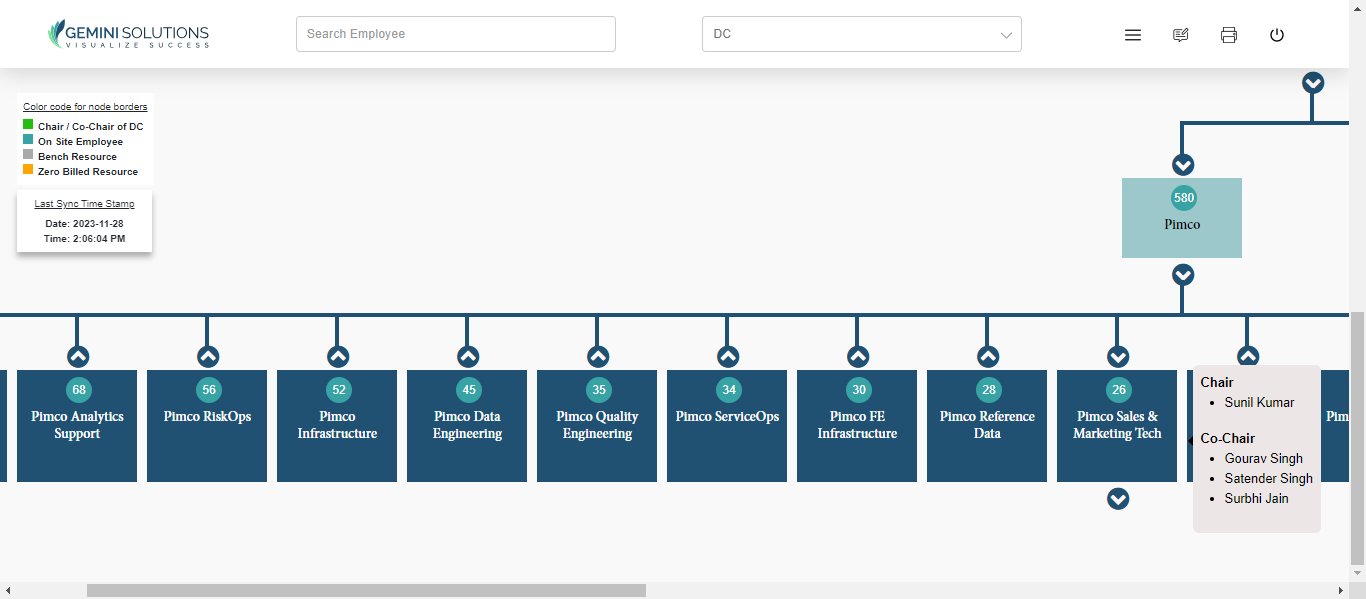 GEMINI SOLUTIONS
VISUALIZE SUCCESS
Search Employee
DC
Color code for node borders
Chair / Co-Chair of DC
On Site Employee
Bench Resource
Zero Billed Resource
Last Sync Time Stamp
Date: 2023-11-28
Time: 2:06:04 PM
580
Pimco
68
Pimco Analytics
Support
56
Pimco RiskOps
52
Pimco
Infrastructure
45
Pimco Data
Engineering
35
Pimco Quality
Engineering
34
Pimco ServiceOps
30
Pimco FE
Infrastructure
28
Pimco Reference
Data
26
Pimco Sales &
Marketing Tech
Chair
Sunil Kumar
Co-Chair
Gourav Singh
Satender Singh
Surbhi Jain